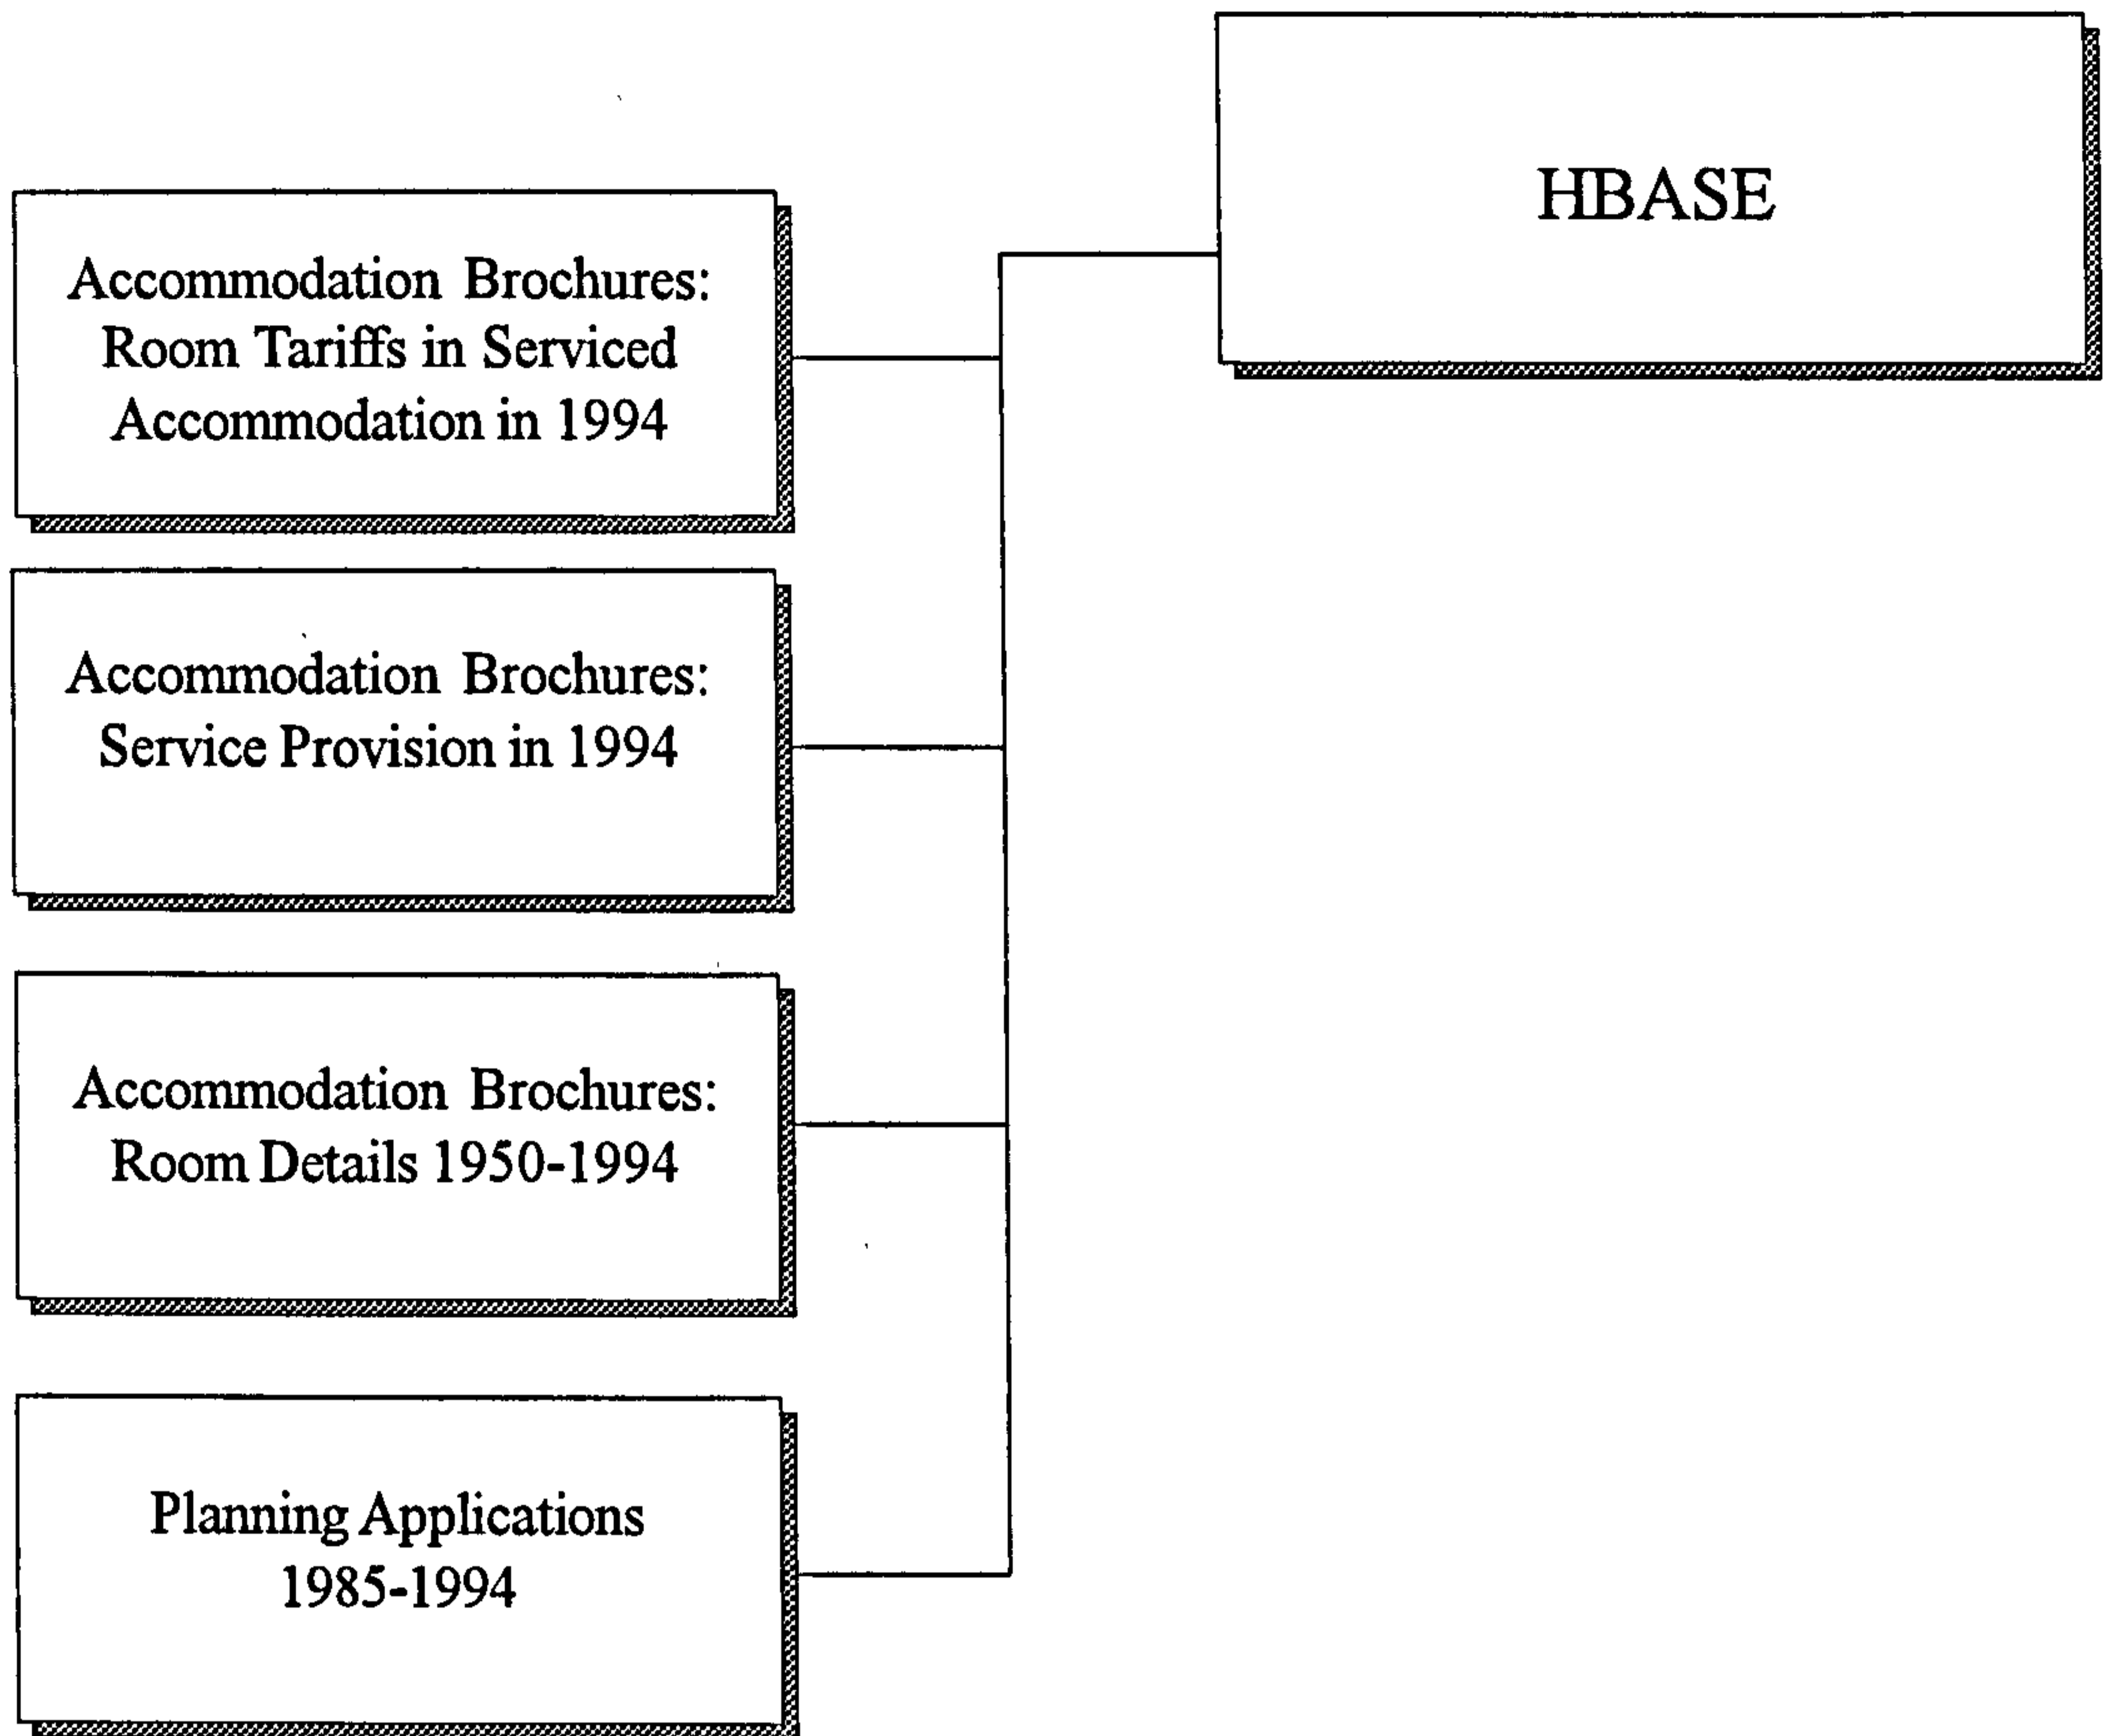 HBASE
Accommodation Brochures:
Room Tariffs in Serviced
Accommodation in 1994
Accommodation Brochures:
Service Provision in 1994
Accommodation Brochures:
Room Details 1950-1994
Planning Applications
1985-1994